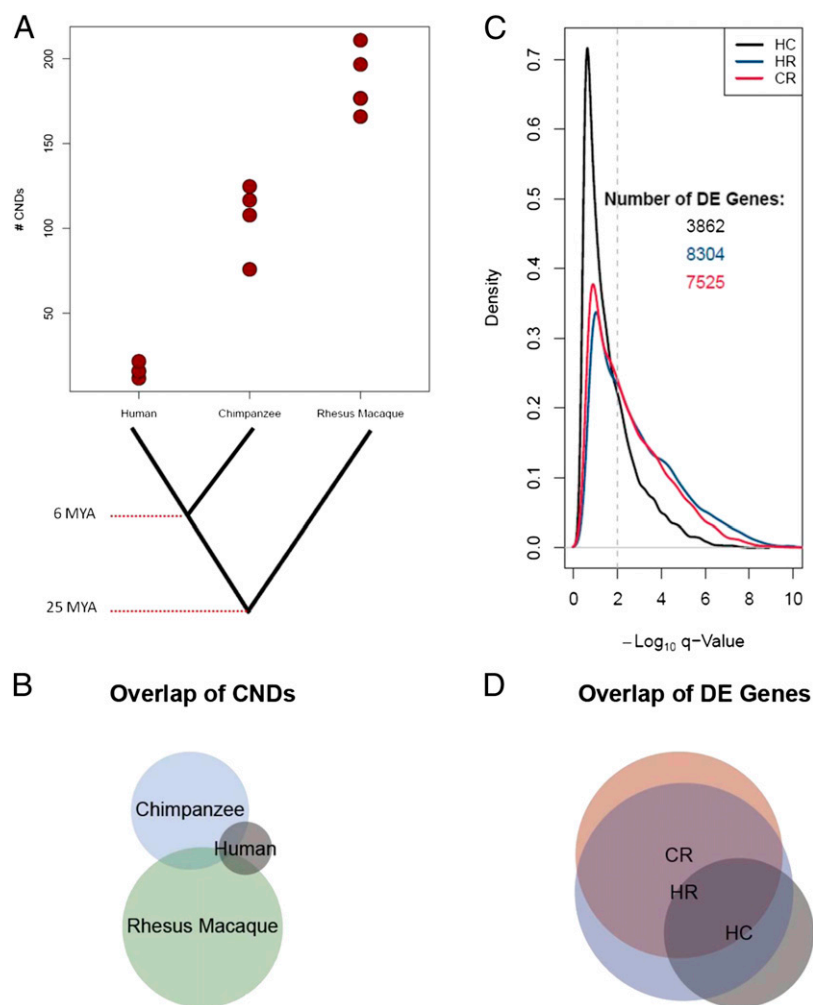 A
# CNDs
200
150
100
50
Human
Chimpanzee
Rhesus Macaque
6 MYA
25 MYA
B
Overlap of CNDs
Chimpanzee
Human
Rhesus Macaque
C
HC
HR
CR
Number of DE Genes:
3862
8304
7525
Density
0.7
0.6
0.5
0.4
0.3
0.2
0.1
0.0
0 2 4 6 8 10
−Log₁₀ q−Value
D
Overlap of DE Genes
CR
HR
HC